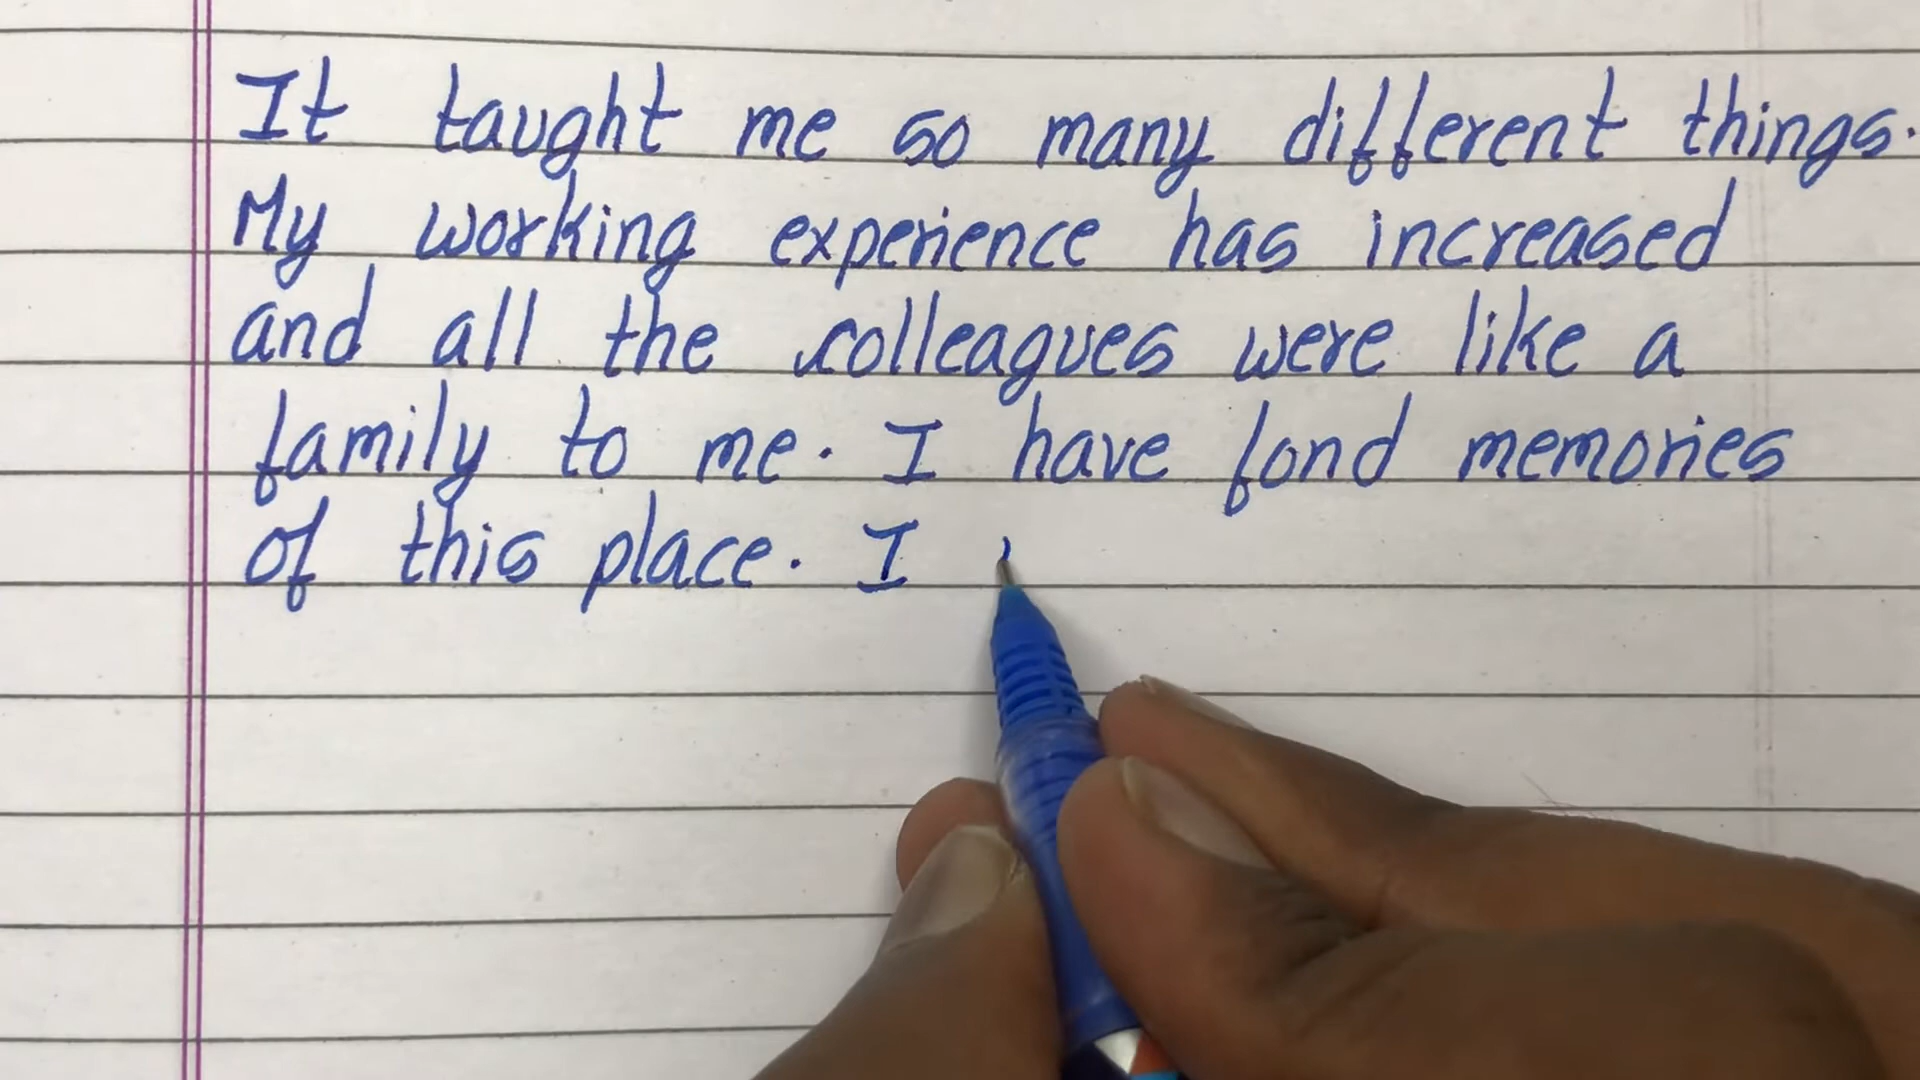 It taught me so many different things.
My working experience has increased
and all the colleagues were like a
family to me. I have fond memories
of this place. I